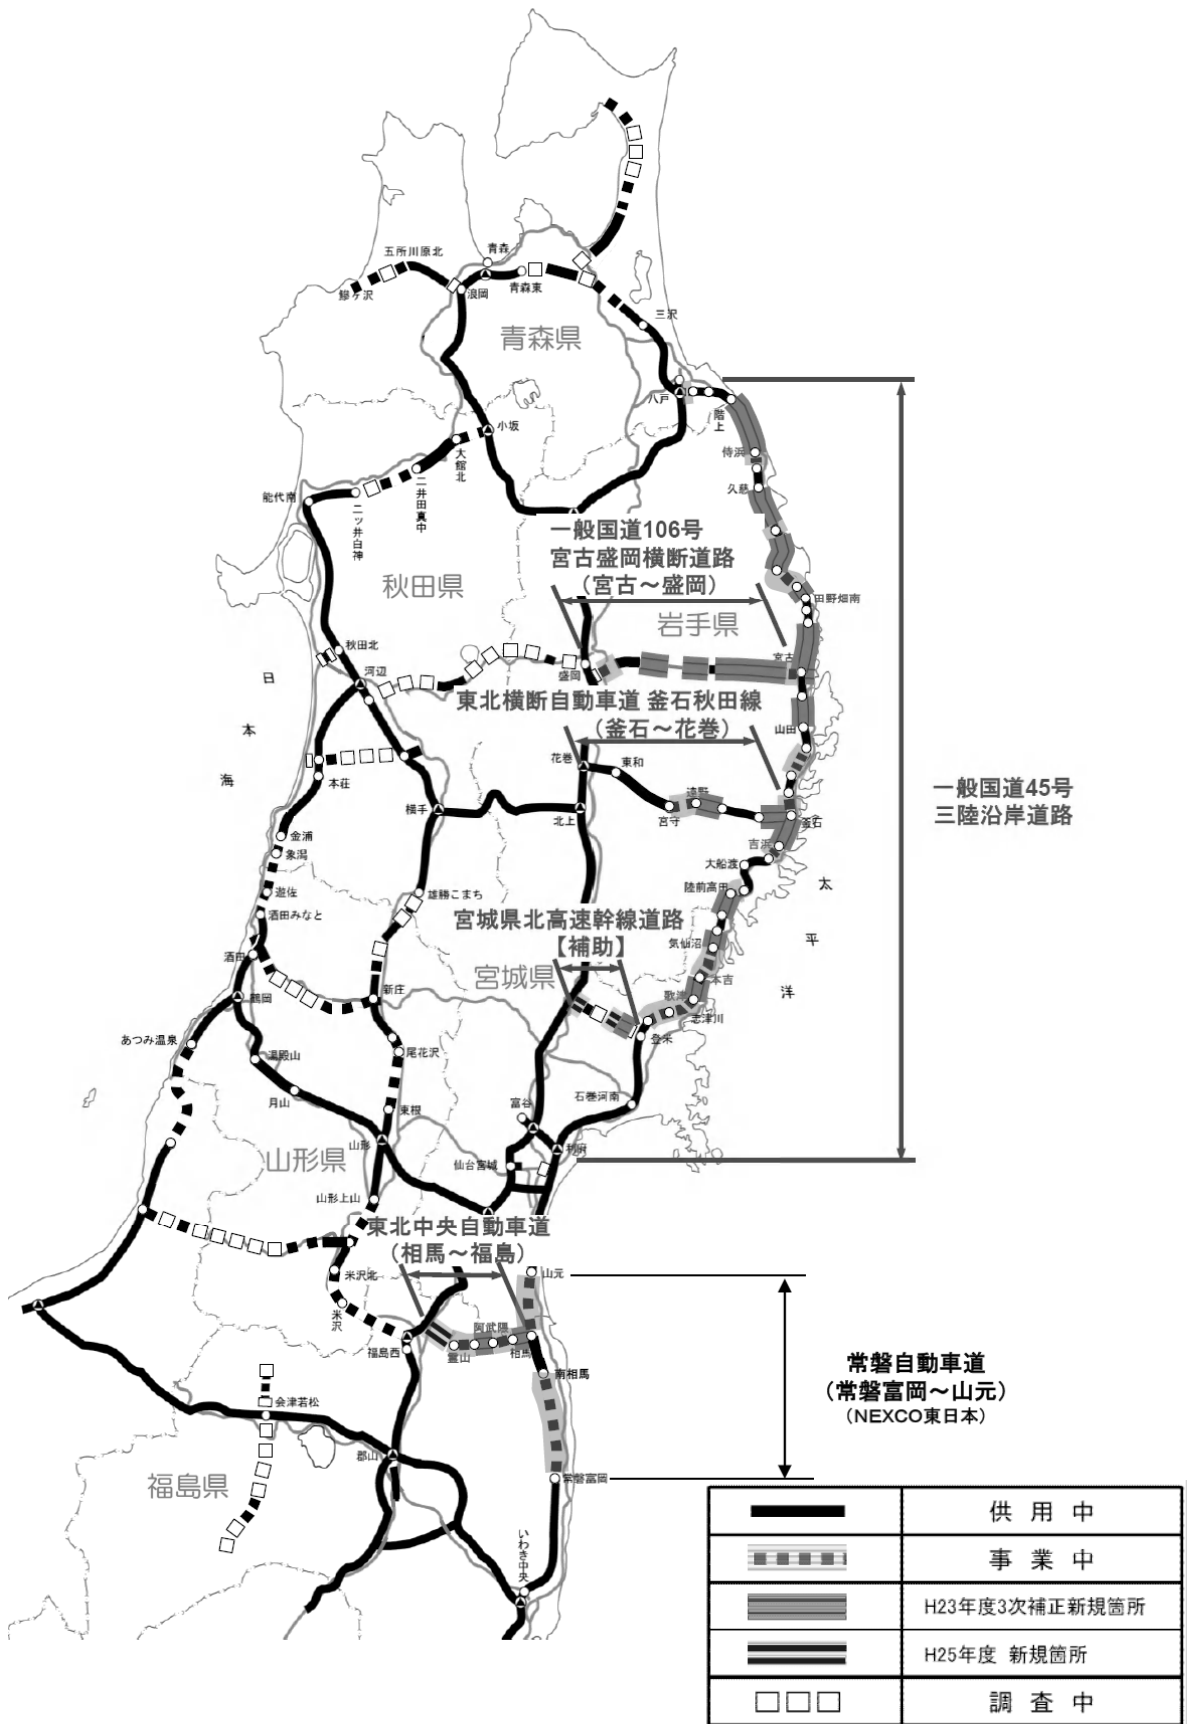 五所川原北
青森
鰺ヶ沢
浪岡
青森東
三沢
青森県
八戸
階上
小坂
大館北
侍浜
二井田真中
久慈
能代南
二ツ井白神
一般国道106号
宮古盛岡横断道路
（宮古～盛岡）
秋田県
田野畑南
岩手県
秋田北
宮古
河辺
盛岡
日本海
東北横断自動車道 釜石秋田線
（釜石～花巻）
山田
花巻
東和
本荘
遠野
一般国道45号
三陸沿岸道路
横手
北上
宮守
釜石
金浦
吉浜
象潟
大船渡
遊佐
雄勝こまち
陸前高田
太平洋
酒田みなと
宮城県北高速幹線道路
【補助】
気仙沼
酒田
宮城県
本吉
鶴岡
新庄
歌津
志津川
あつみ温泉
登米
湯殿山
尾花沢
月山
石巻河南
東根
富谷
山形
利府
山形県
仙台宮城
山形上山
東北中央自動車道
（相馬～福島）
米沢北
山元
米沢
阿武隈
福島西
霊山
相馬
南相馬
常磐自動車道
（常磐富岡～山元）
（NEXCO東日本）
会津若松
郡山
福島県
常磐富岡
いわき中央
供用中
事業中
H23年度3次補正新規箇所
H25年度 新規箇所
調査中